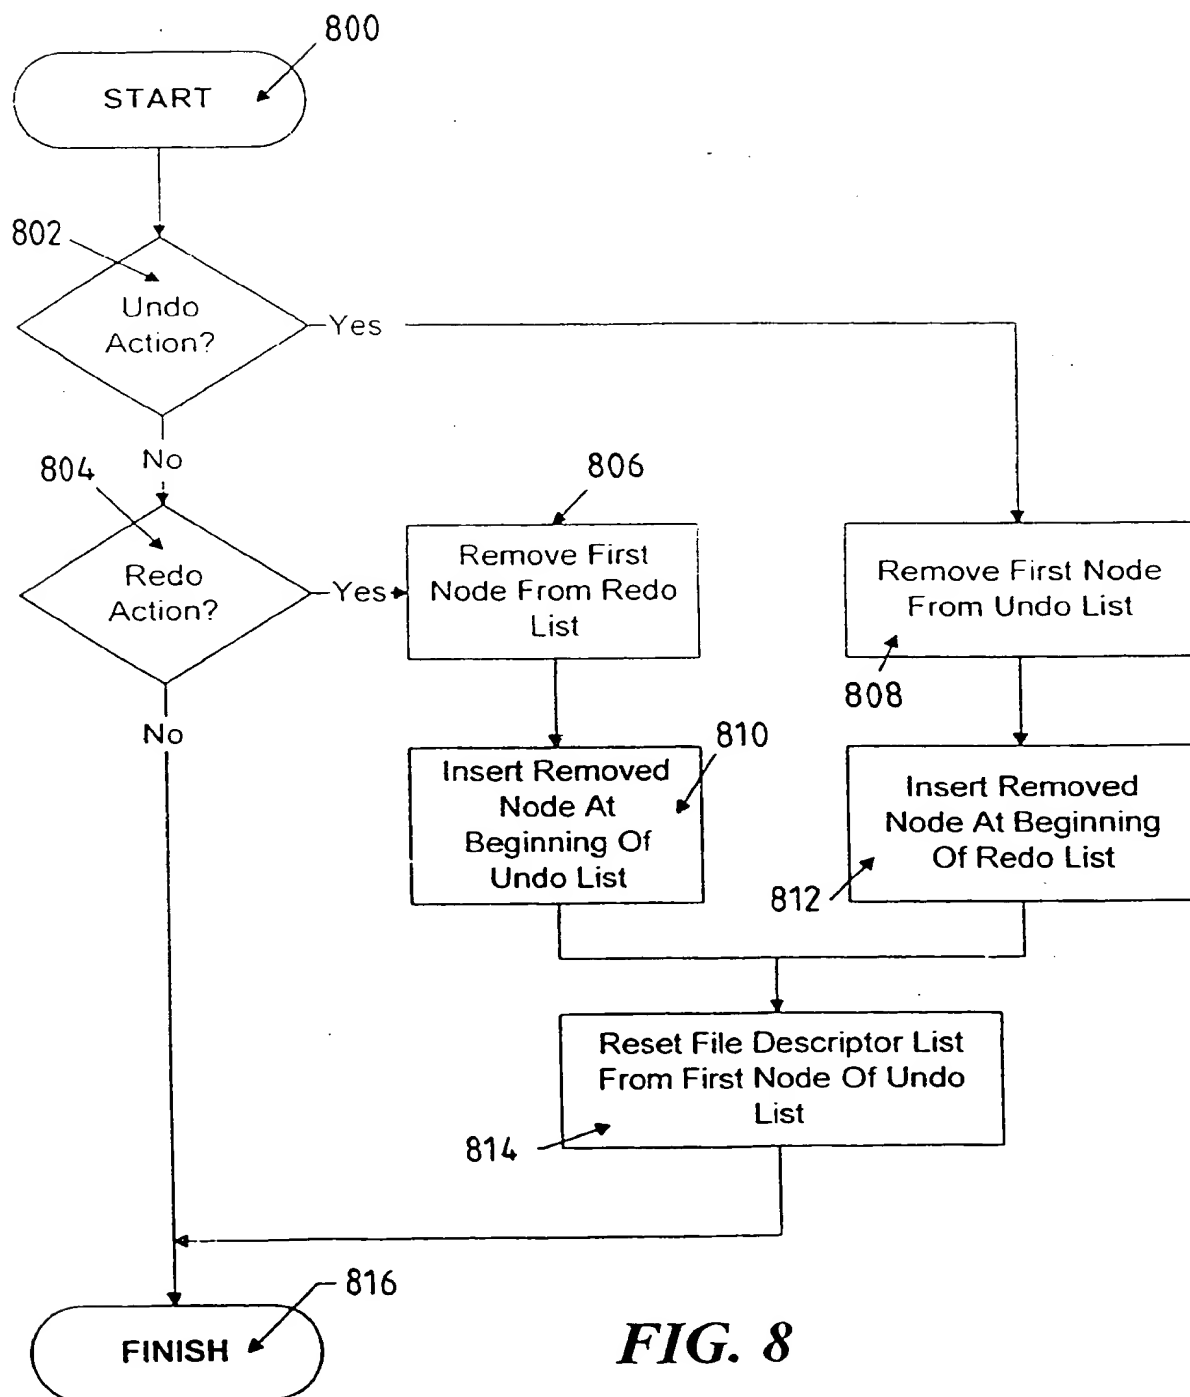 800
START
802
Undo
Action?
Yes
No
804
Redo
Action?
Yes
806
Remove First
Node From Redo
List
Remove First Node
From Undo List
808
No
810
Insert Removed
Node At
Beginning Of
Undo List
Insert Removed
Node At Beginning
Of Redo List
812
Reset File Descriptor List
From First Node Of Undo
List
814
816
FINISH
FIG. 8